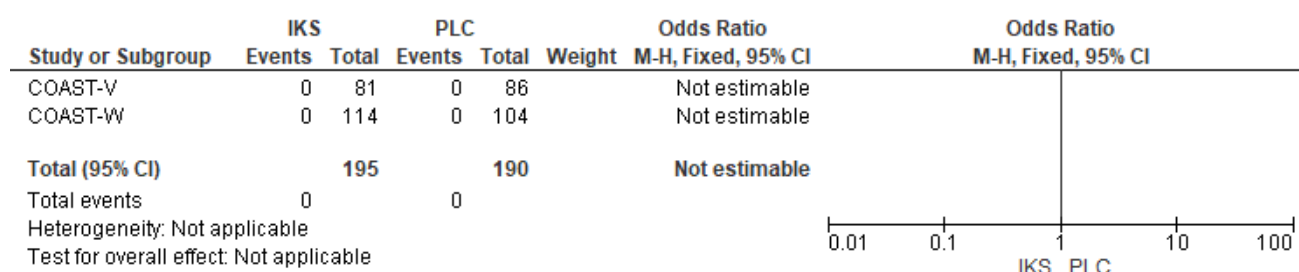 IKS PLC Odds Ratio Odds Ratio
Study or Subgroup Events Total Events Total Weight M-H, Fixed, 95% CI M-H, Fixed, 95% CI
COAST-V 0 81 0 86 Not estimable
COAST-W 0 114 0 104 Not estimable
Total (95% CI) 195 190 Not estimable
Total events 0 0
Heterogeneity: Not applicable
Test for overall effect: Not applicable
0.01 0.1 1 10 100
IKS PLC